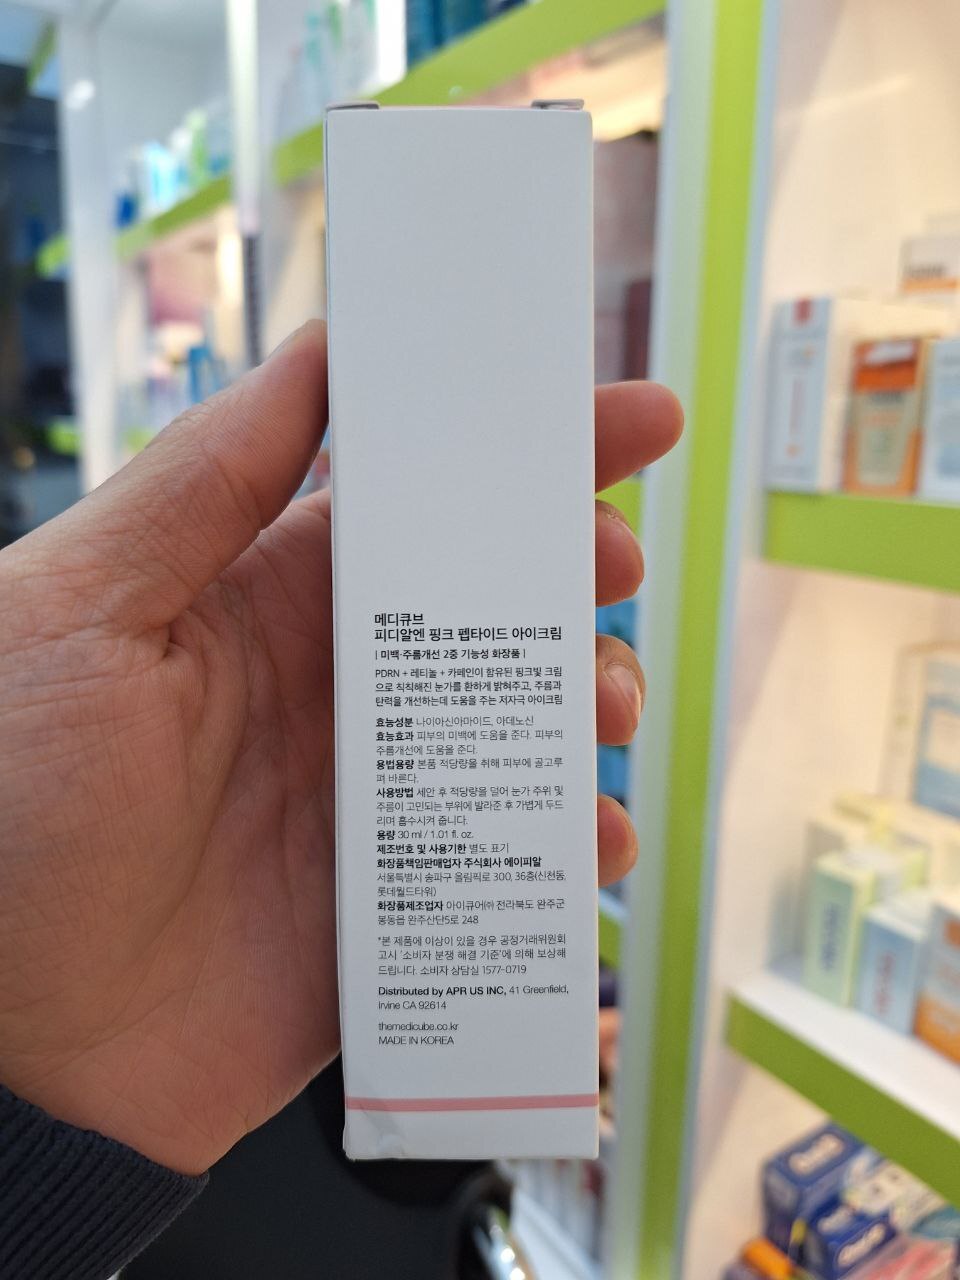 메디큐브
피디알엔 핑크 펩타이드 아이크림
| 미백·주름개선 2중 기능성 화장품 |
PDRN + 레티놀 + 카페인이 함유된 핑크빛 크림
으로 칙칙해진 눈가를 환하게 밝혀주고, 주름과
탄력을 개선하는데 도움을 주는 저자극 아이크림
효능성분 나이아신아마이드, 아데노신
효능효과 피부의 미백에 도움을 준다. 피부의
주름개선에 도움을 준다.
용법용량 본품 적당량을 취해 피부에 골고루
펴 바른다.
사용방법 세안 후 적당량을 덜어 눈가 주위 및
주름이 고민되는 부위에 발라준 후 가볍게 두드
리며 흡수시켜 줍니다.
용량 30 ml / 1.01 fl. oz.
제조번호 및 사용기한 별도 표기
화장품책임판매업자 주식회사 에이피알
서울특별시 송파구 올림픽로 300, 36층(신천동,
롯데월드타워)
화장품제조업자 아이큐어㈜ 전라북도 완주군
봉동읍 완주산단5로 248
*본 제품에 이상이 있을 경우 공정거래위원회
고시 '소비자 분쟁 해결 기준'에 의해 보상해
드립니다. 소비자 상담실 1577-0719
Distributed by APR US INC, 41 Greenfield,
Irvine CA 92614
themedicube.co.kr
MADE IN KOREA